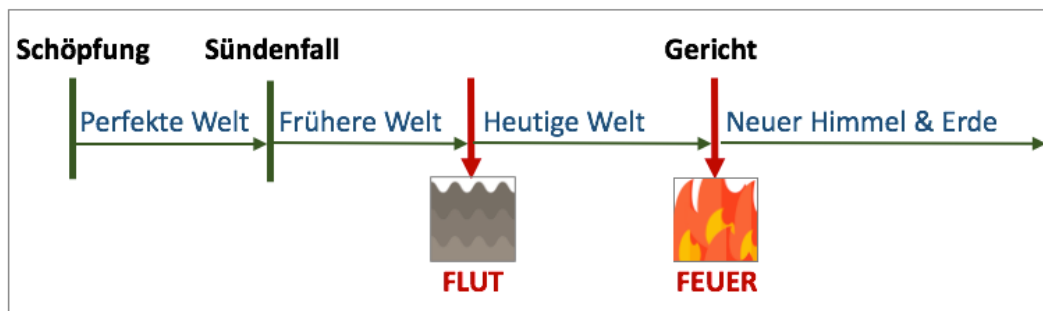 Schöpfung Sündenfall Gericht
Perfekte Welt Frühere Welt Heutige Welt Neuer Himmel & Erde
FLUT FEUER